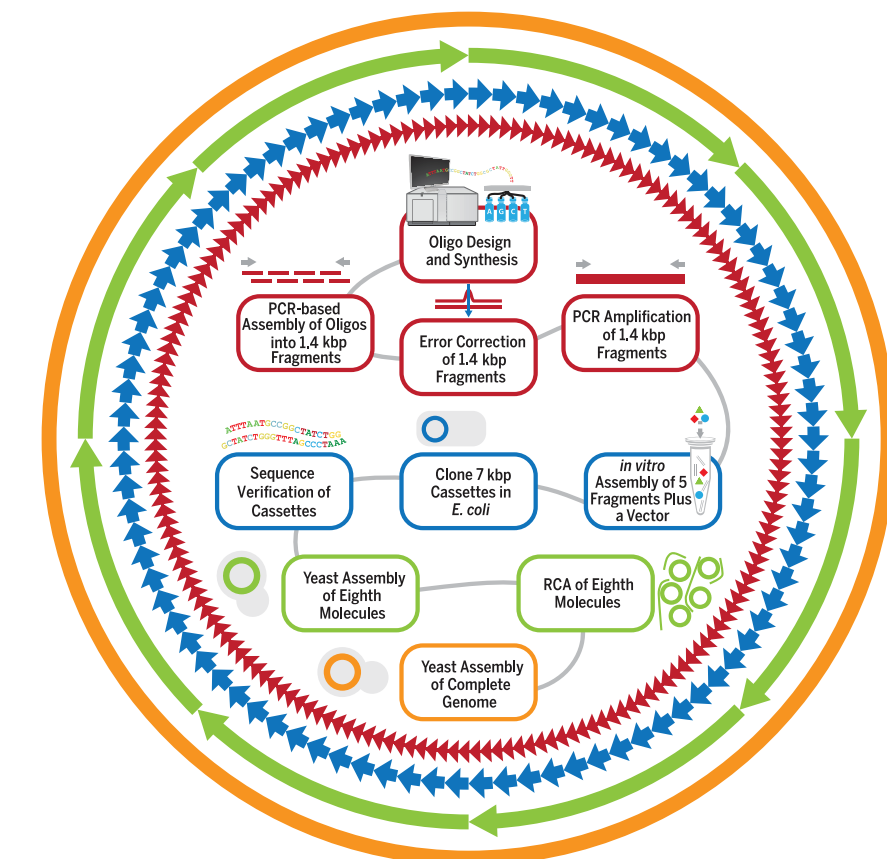 A G C T
Oligo Design
and Synthesis
PCR-based
Assembly of Oligos
into 1.4 kbp
Fragments
Error Correction
of 1.4 kbp
Fragments
PCR Amplification
of 1.4 kbp
Fragments
ATTTAATGCCGGCTATCTGG
GCTATCTGGGTTTAGCCCTAAA
Sequence
Verification of
Cassettes
Clone 7 kbp
Cassettes in
E. coli
in vitro
Assembly of 5
Fragments Plus
a Vector
Yeast Assembly
of Eighth
Molecules
RCA of Eighth
Molecules
Yeast Assembly
of Complete
Genome